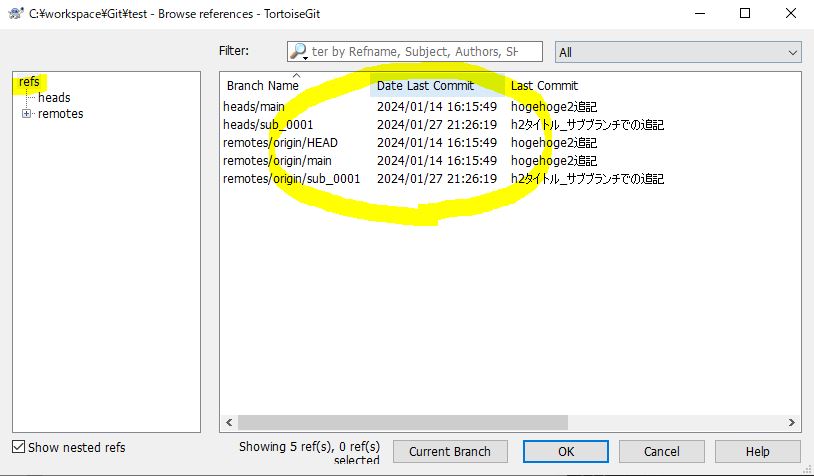 C:¥workspace¥Git¥test - Browse references - TortoiseGit
Filter:
ter by Refname, Subject, Authors, SH
All
refs
heads
remotes
Branch Name Date Last Commit Last Commit
heads/main 2024/01/14 16:15:49 hogehoge2追記
heads/sub_0001 2024/01/27 21:26:19 h2タイトル_サブブランチでの追記
remotes/origin/HEAD 2024/01/14 16:15:49 hogehoge2追記
remotes/origin/main 2024/01/14 16:15:49 hogehoge2追記
remotes/origin/sub_0001 2024/01/27 21:26:19 h2タイトル_サブブランチでの追記
Show nested refs
Showing 5 ref(s), 0 ref(s)
selected
Current Branch
OK
Cancel
Help